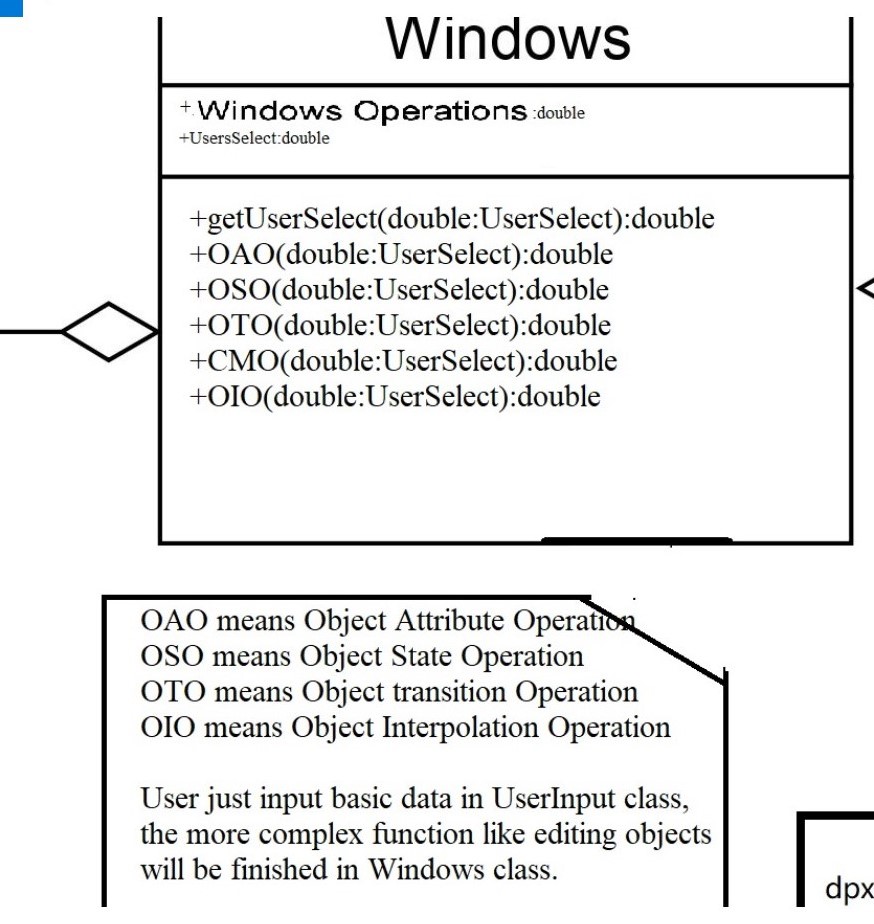 Windows
+ Windows Operations :double
+UsersSelect:double
+getUserSelect(double:UserSelect):double
+OAO(double:UserSelect):double
+OSO(double:UserSelect):double
+OTO(double:UserSelect):double
+CMO(double:UserSelect):double
+OIO(double:UserSelect):double
OAO means Object Attribute Operation
OSO means Object State Operation
OTO means Object transition Operation
OIO means Object Interpolation Operation
User just input basic data in UserInput class,
the more complex function like editing objects
will be finished in Windows class.
dpx